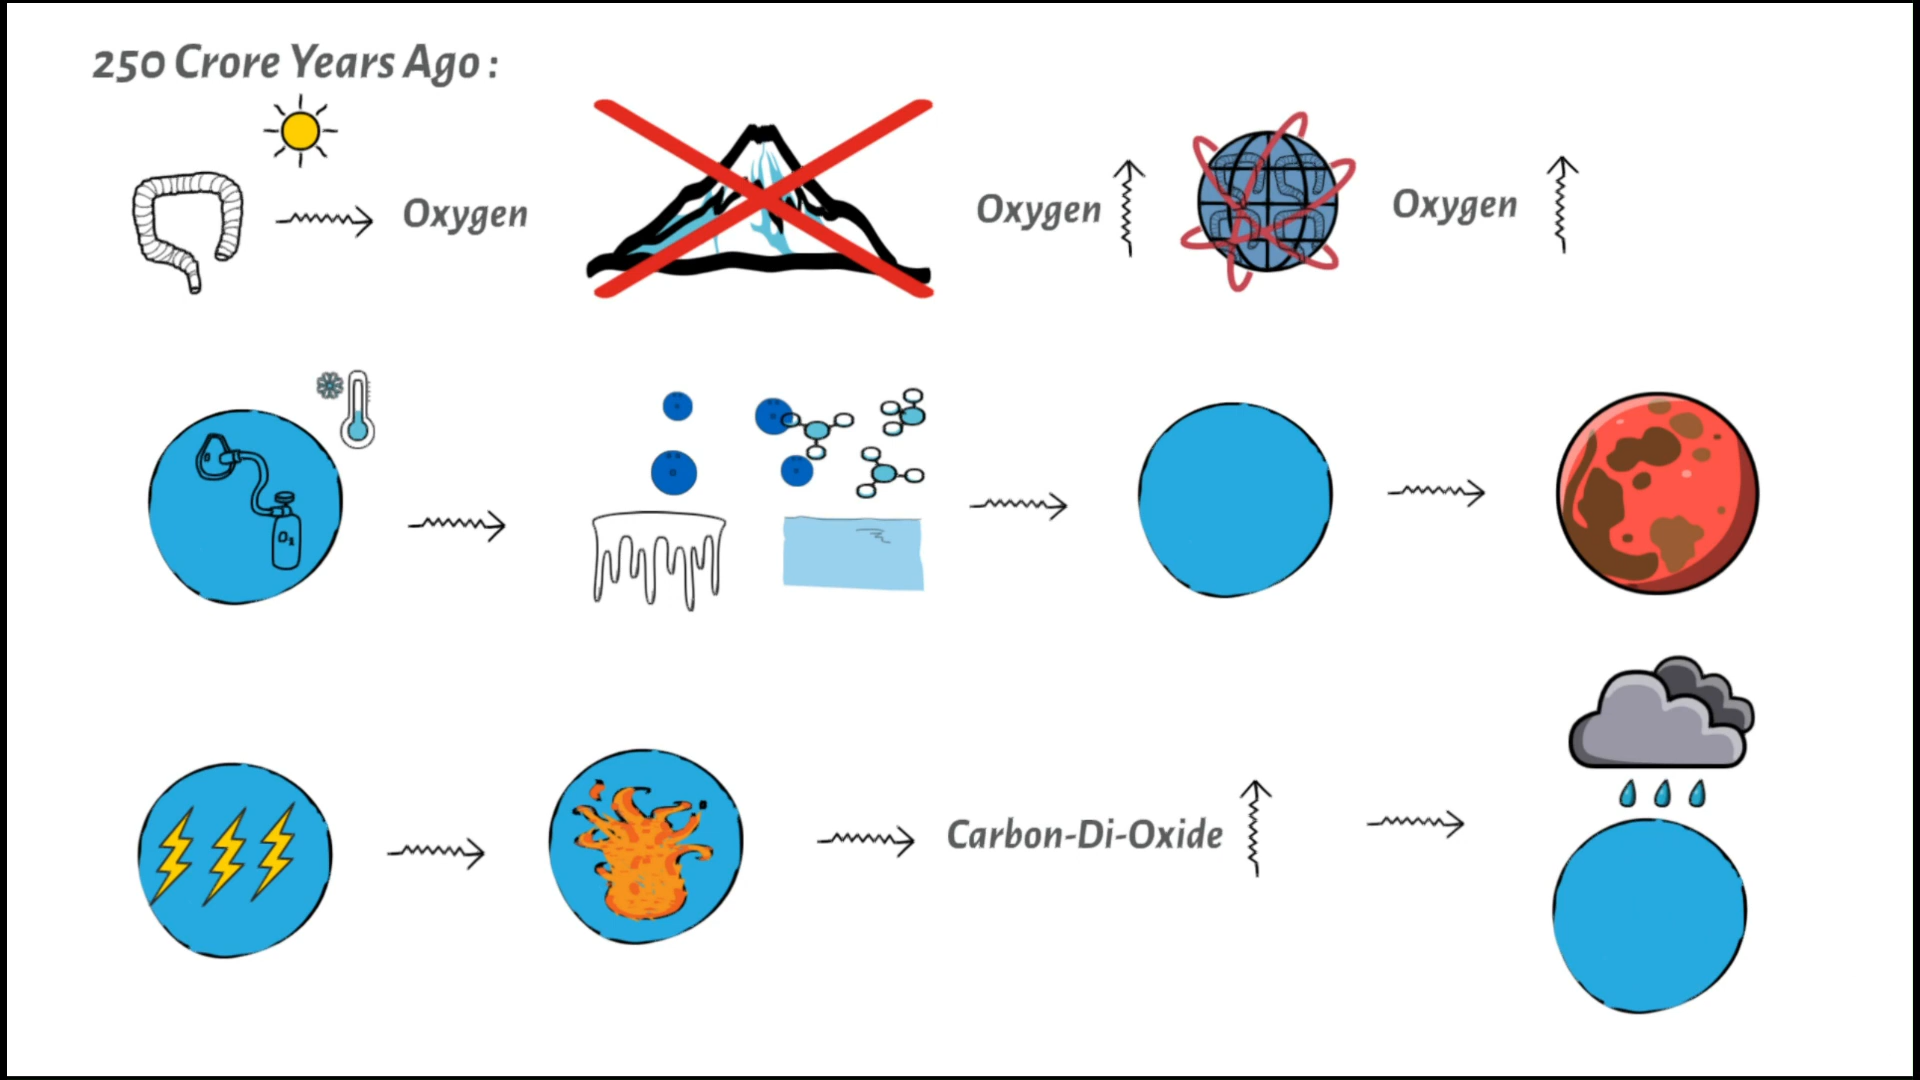 250 Crore Years Ago :
Oxygen
Oxygen
Oxygen
O₂
Carbon-Di-Oxide